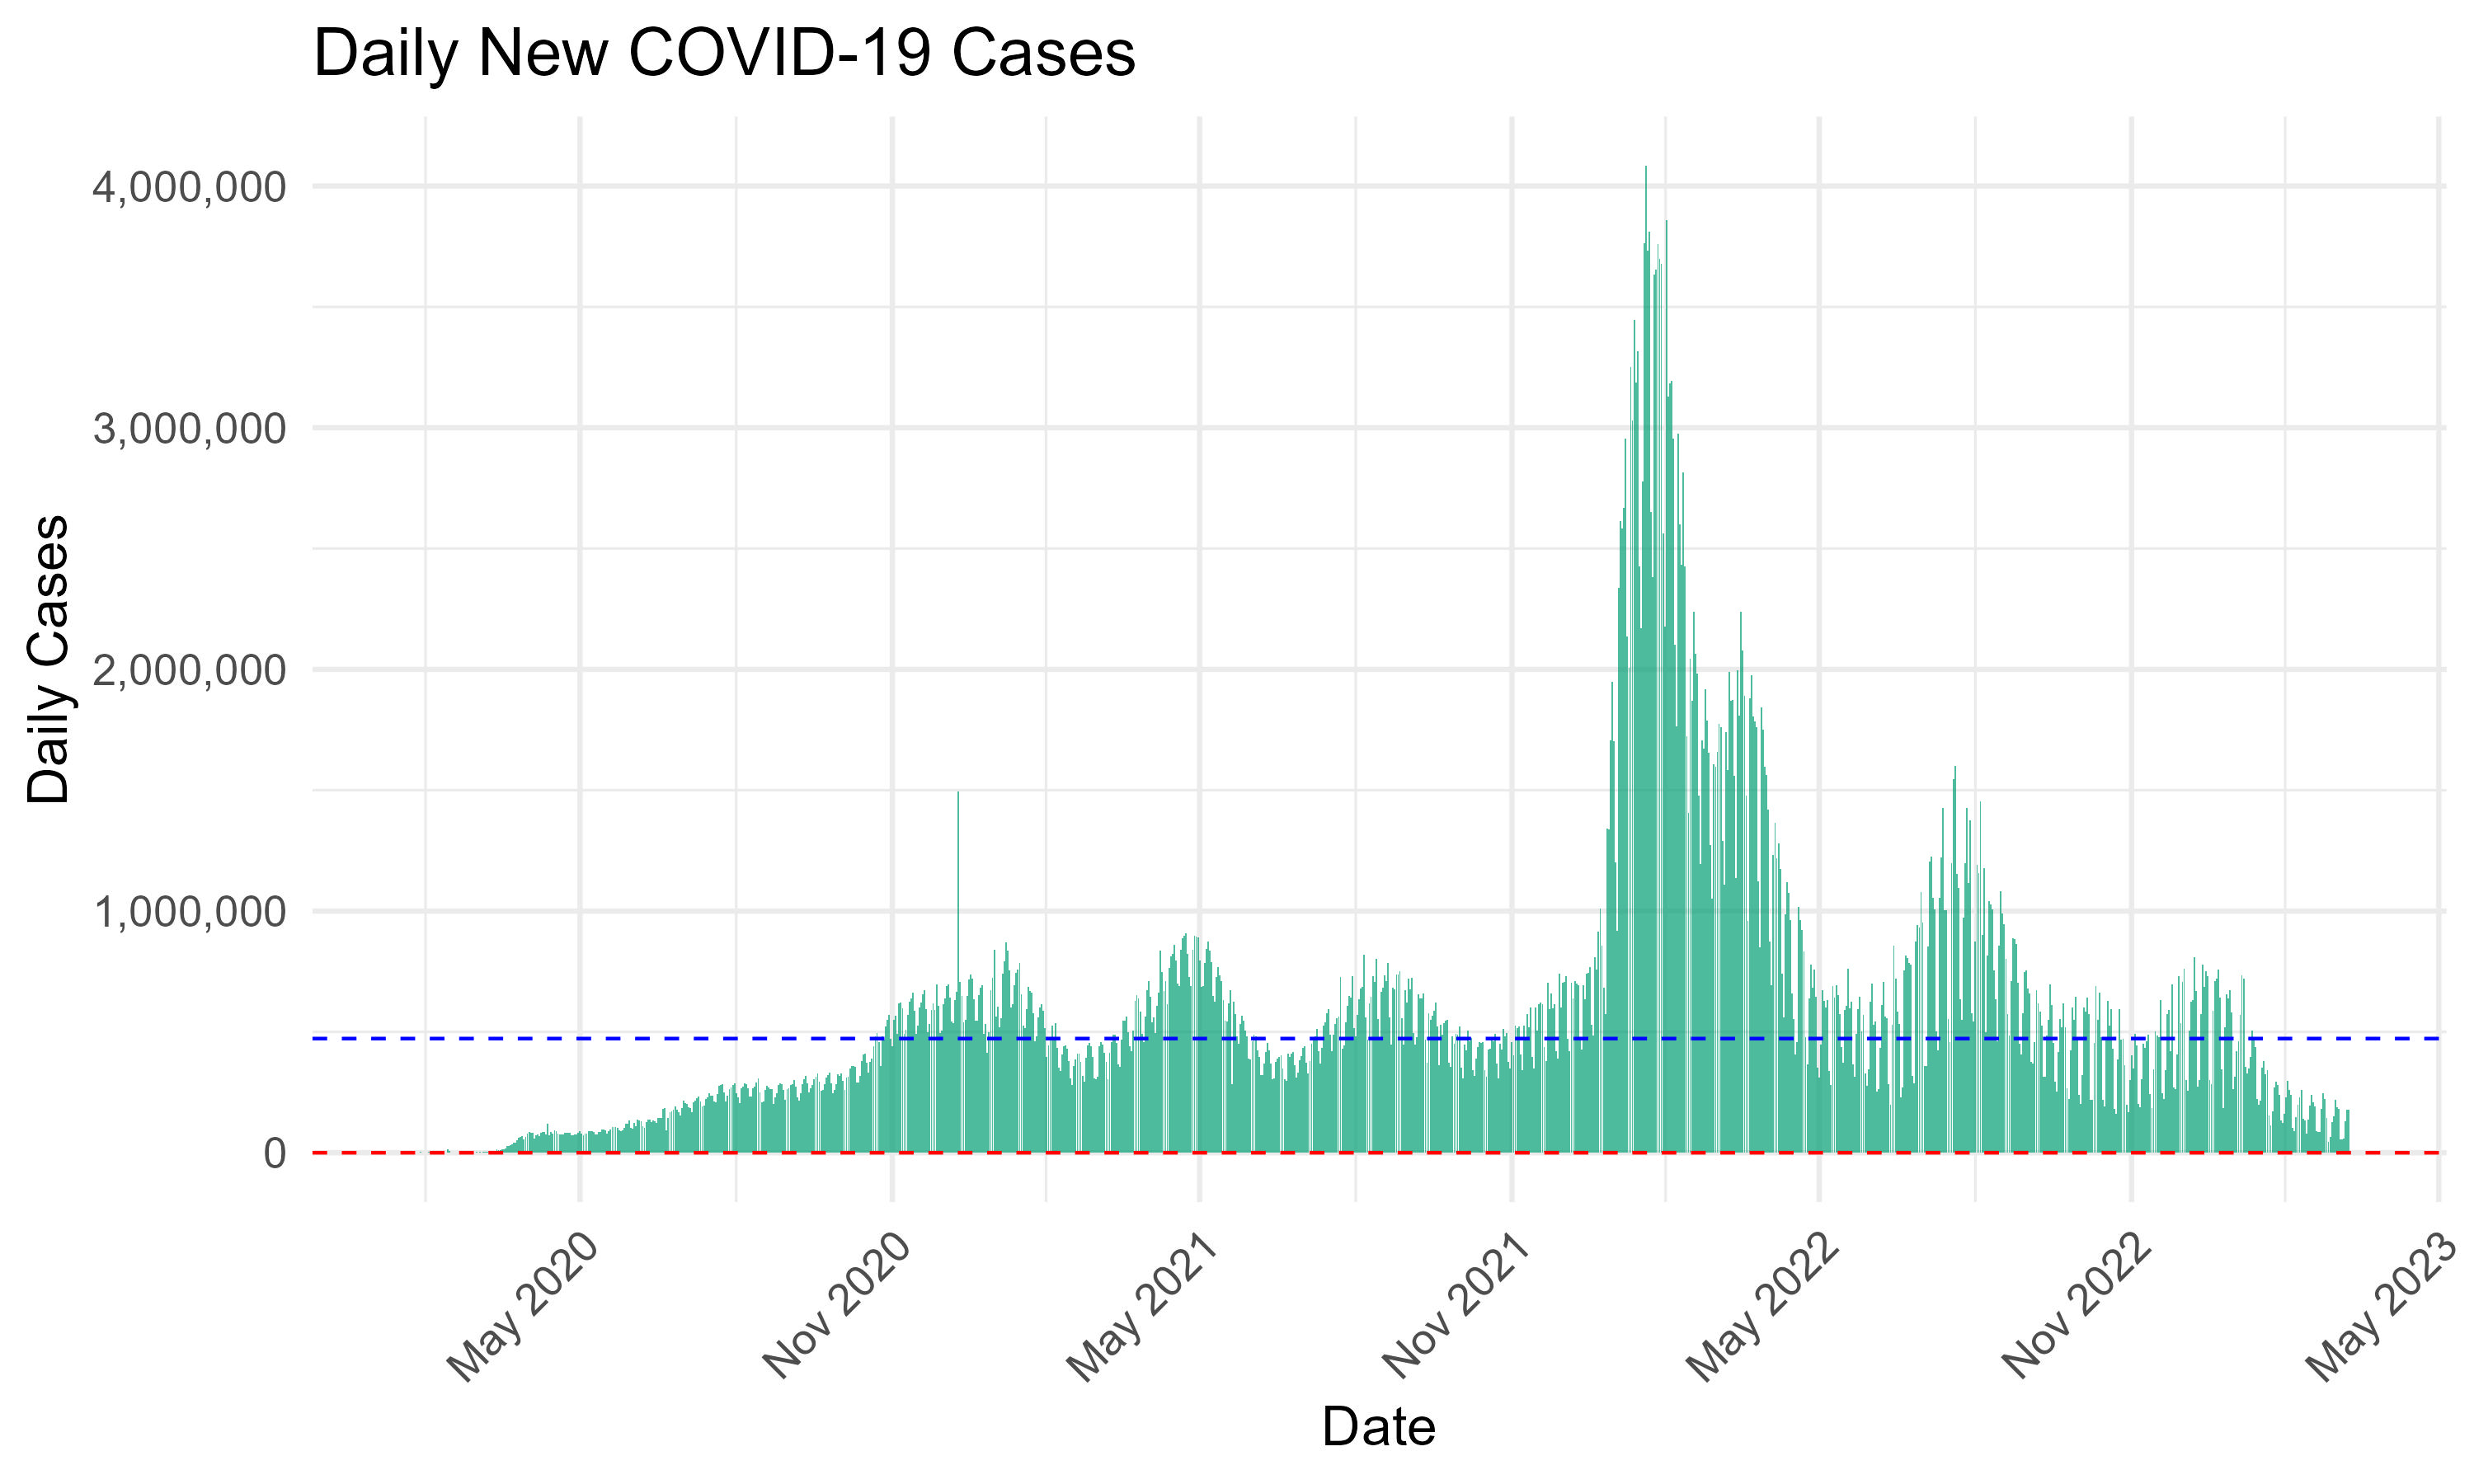 Daily New COVID-19 Cases
Daily Cases
4,000,000
3,000,000
2,000,000
1,000,000
0
May 2020
Nov 2020
May 2021
Nov 2021
May 2022
Nov 2022
May 2023
Date